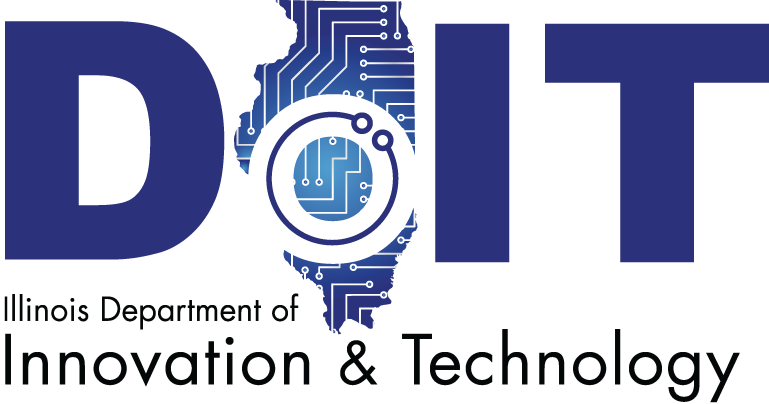 DoIT
Illinois Department of
Innovation & Technology